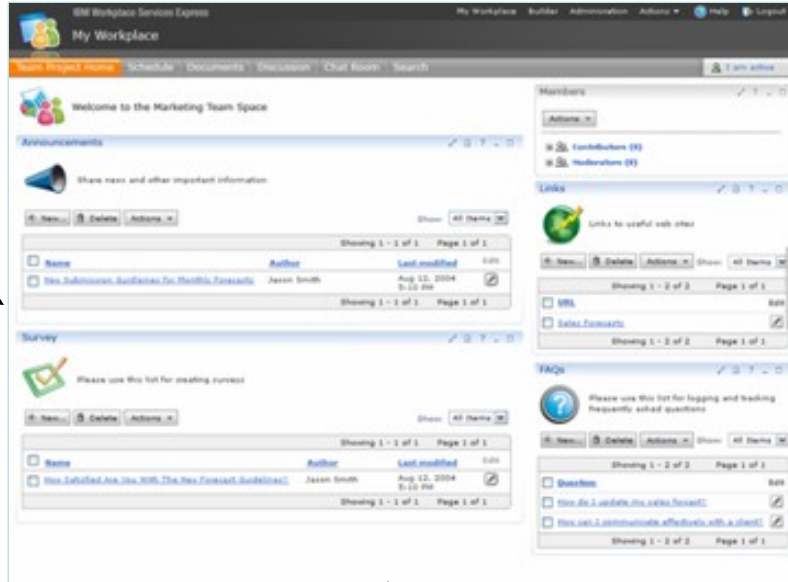 IBM Workplace Services Express
My Workplace Builder Administration Actions Help Logout
My Workplace
Team Project Home Schedule Documents Discussion Chat Room Search
I am active
Welcome to the Marketing Team Space
Announcements
Share news and other important information
New... Delete Actions Show: All Items
Showing 1 - 1 of 1 Page 1 of 1
Name Author Last modified Edit
New Submission Guidelines for Monthly Forecasts Jason Smith Aug 12, 2004
5:10 PM
Showing 1 - 1 of 1 Page 1 of 1
Survey
Please use this list for creating surveys
New... Delete Actions Show: All Items
Showing 1 - 1 of 1 Page 1 of 1
Name Author Last modified Edit
How Satisfied Are You With The New Forecast Guidelines? Jason Smith Aug 12, 2004
5:10 PM
Showing 1 - 1 of 1 Page 1 of 1
Members
Actions
Contributors
Moderators
Links
Links to useful web sites
New... Delete Actions Show: All Items
Showing 1 - 2 of 2 Page 1 of 1
URL Edit
Sales Forecasts
Showing 1 - 2 of 2 Page 1 of 1
FAQs
Please use this list for logging and tracking
frequently asked questions
New... Delete Actions Show: All Items
Showing 1 - 2 of 2 Page 1 of 1
Question Edit
How do I update my sales forcast?
How can I communicate effectively with a client?
Showing 1 - 2 of 2 Page 1 of 1